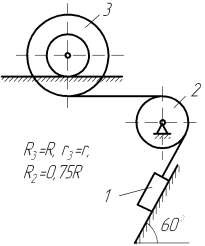 3
2
R₃=R, r₃=r,
R₂=0,75R
1
60°